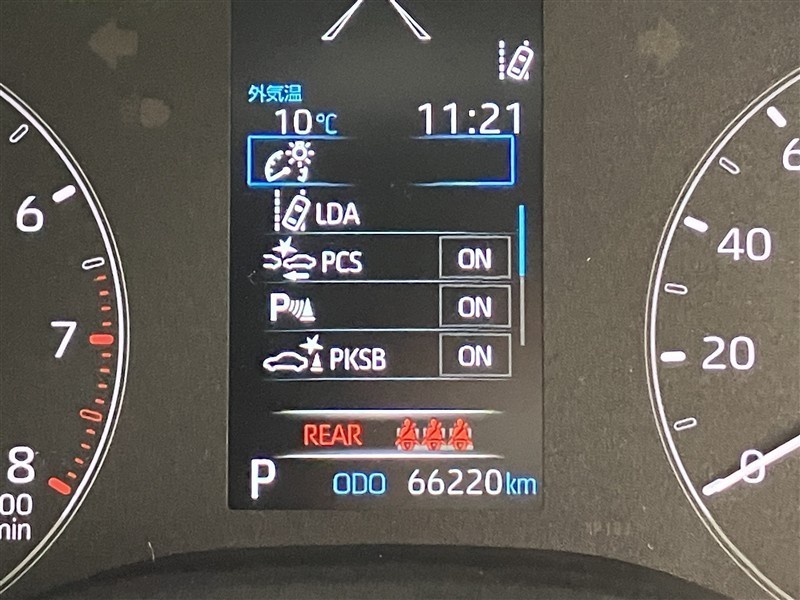 外気温
10°C 11:21
LDA
PCS ON
P ON
PKSB ON
REAR
P ODO 66220km
6
7
8
00
min
6
40
20
0